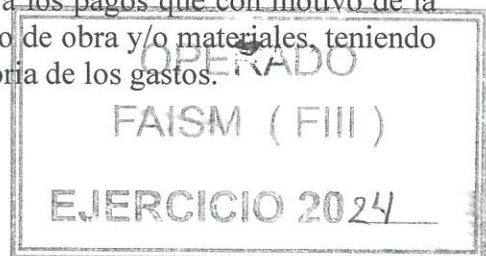 a los pagos que con motivo de la
o de obra y/o materiales, teniendo
oria de los gastos.
OPERADO
FAISM ( FIII )
EJERCICIO 2024